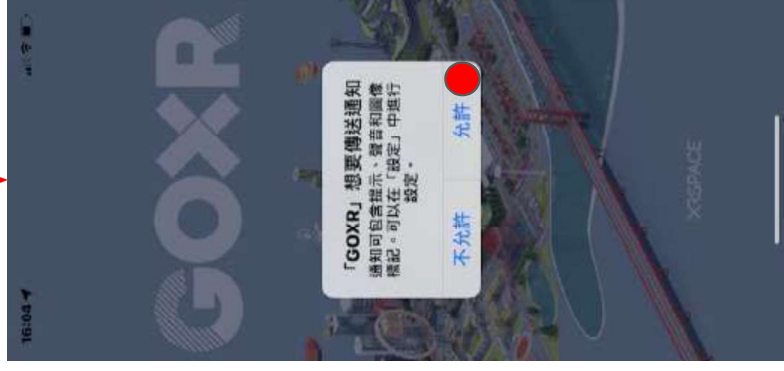 16:04
GOXR
「GOXR」想要傳送通知
通知可包含提示、聲音和圖像
標記。可以在「設定」中進行
設定。
不允許
允許
XRSPACE